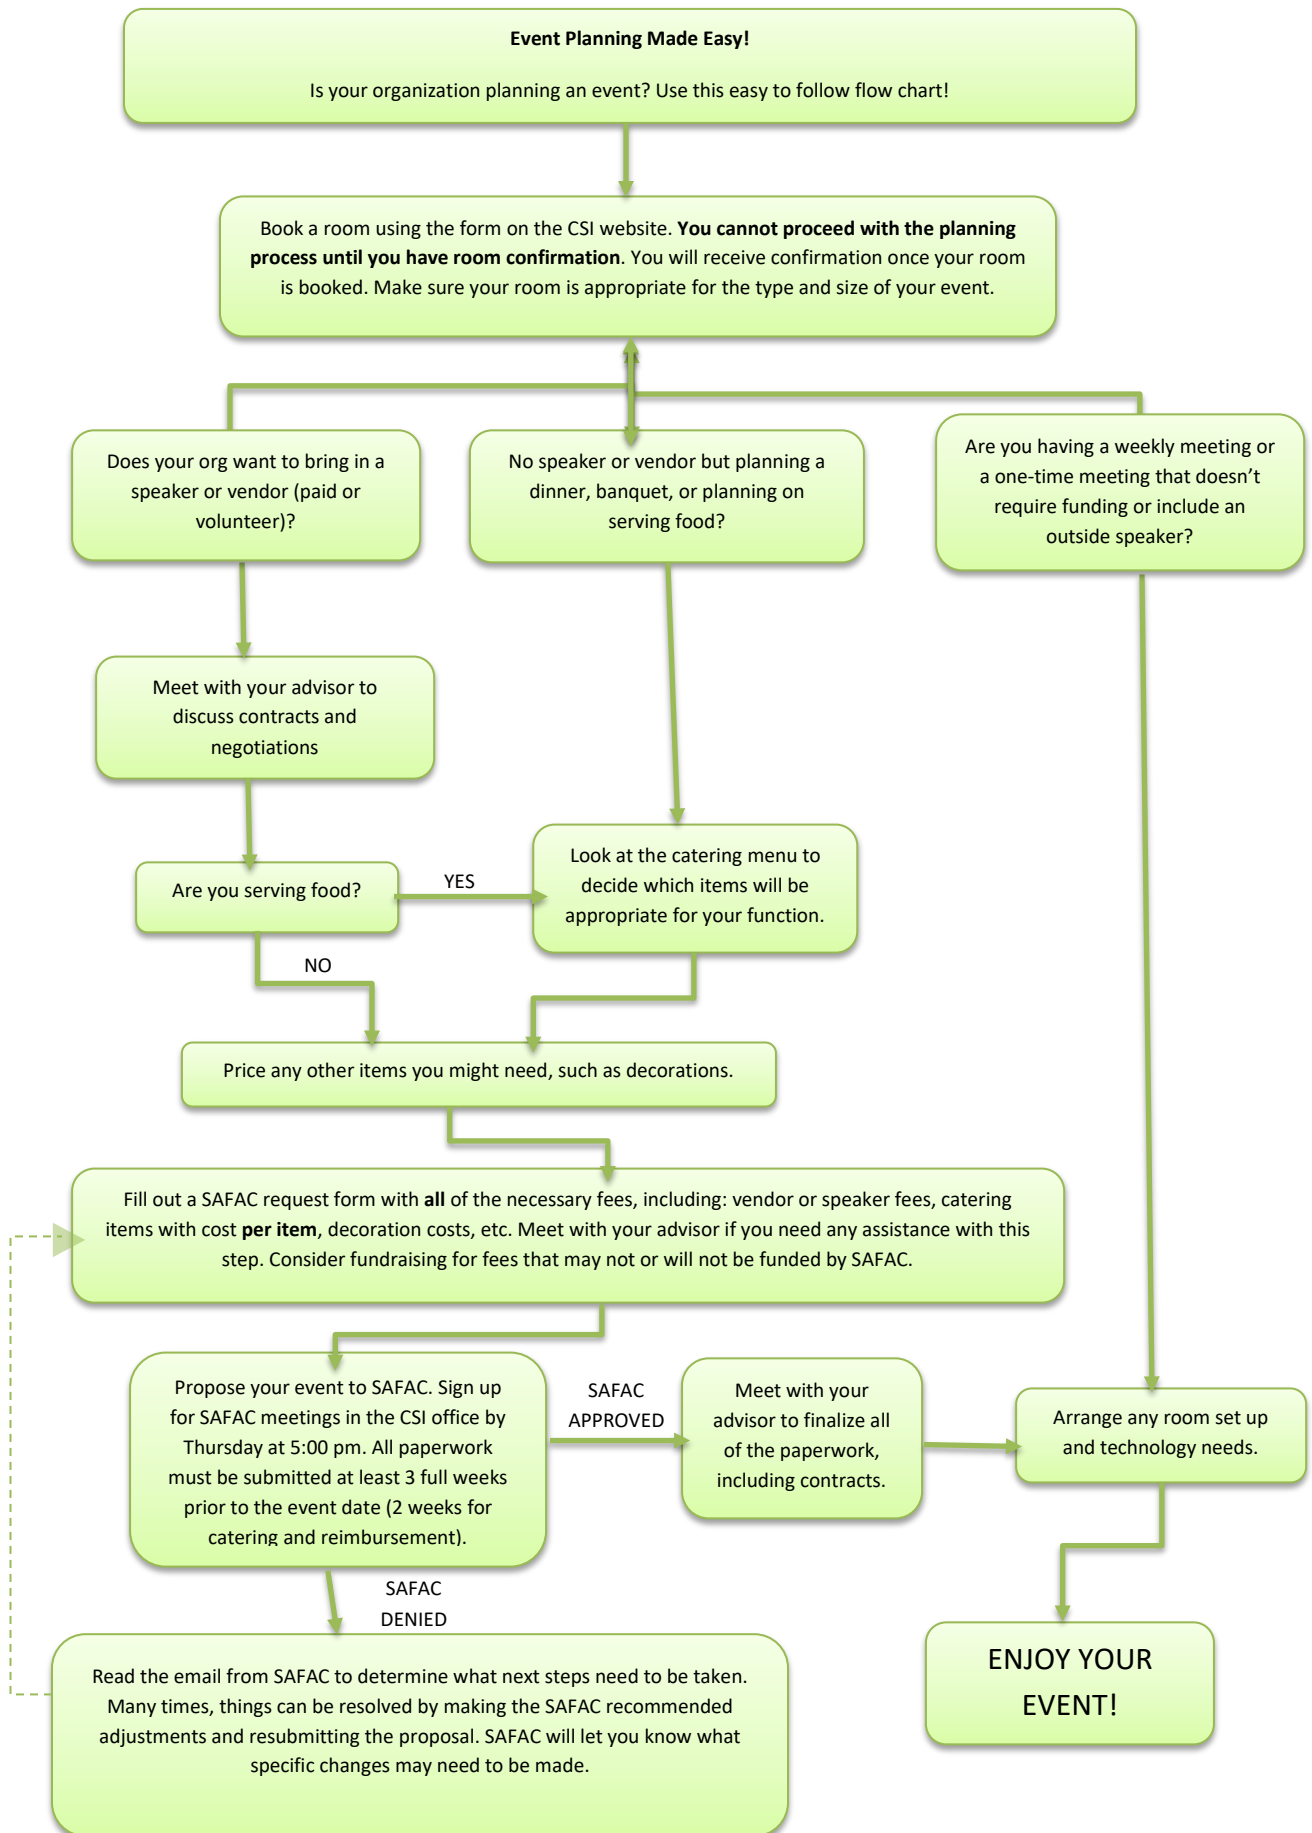 Event Planning Made Easy!
Is your organization planning an event? Use this easy to follow flow chart!
Book a room using the form on the CSI website. You cannot proceed with the planning
process until you have room confirmation. You will receive confirmation once your room
is booked. Make sure your room is appropriate for the type and size of your event.
Does your org want to bring in a
speaker or vendor (paid or
volunteer)?
No speaker or vendor but planning a
dinner, banquet, or planning on
serving food?
Are you having a weekly meeting or
a one-time meeting that doesn’t
require funding or include an
outside speaker?
Meet with your advisor to
discuss contracts and
negotiations
Are you serving food?
YES
Look at the catering menu to
decide which items will be
appropriate for your function.
NO
Price any other items you might need, such as decorations.
Fill out a SAFAC request form with all of the necessary fees, including: vendor or speaker fees, catering
items with cost per item, decoration costs, etc. Meet with your advisor if you need any assistance with this
step. Consider fundraising for fees that may not or will not be funded by SAFAC.
Propose your event to SAFAC. Sign up
for SAFAC meetings in the CSI office by
Thursday at 5:00 pm. All paperwork
must be submitted at least 3 full weeks
prior to the event date (2 weeks for
catering and reimbursement).
SAFAC
APPROVED
Meet with your
advisor to finalize all
of the paperwork,
including contracts.
Arrange any room set up
and technology needs.
SAFAC
DENIED
Read the email from SAFAC to determine what next steps need to be taken.
Many times, things can be resolved by making the SAFAC recommended
adjustments and resubmitting the proposal. SAFAC will let you know what
specific changes may need to be made.
ENJOY YOUR
EVENT!